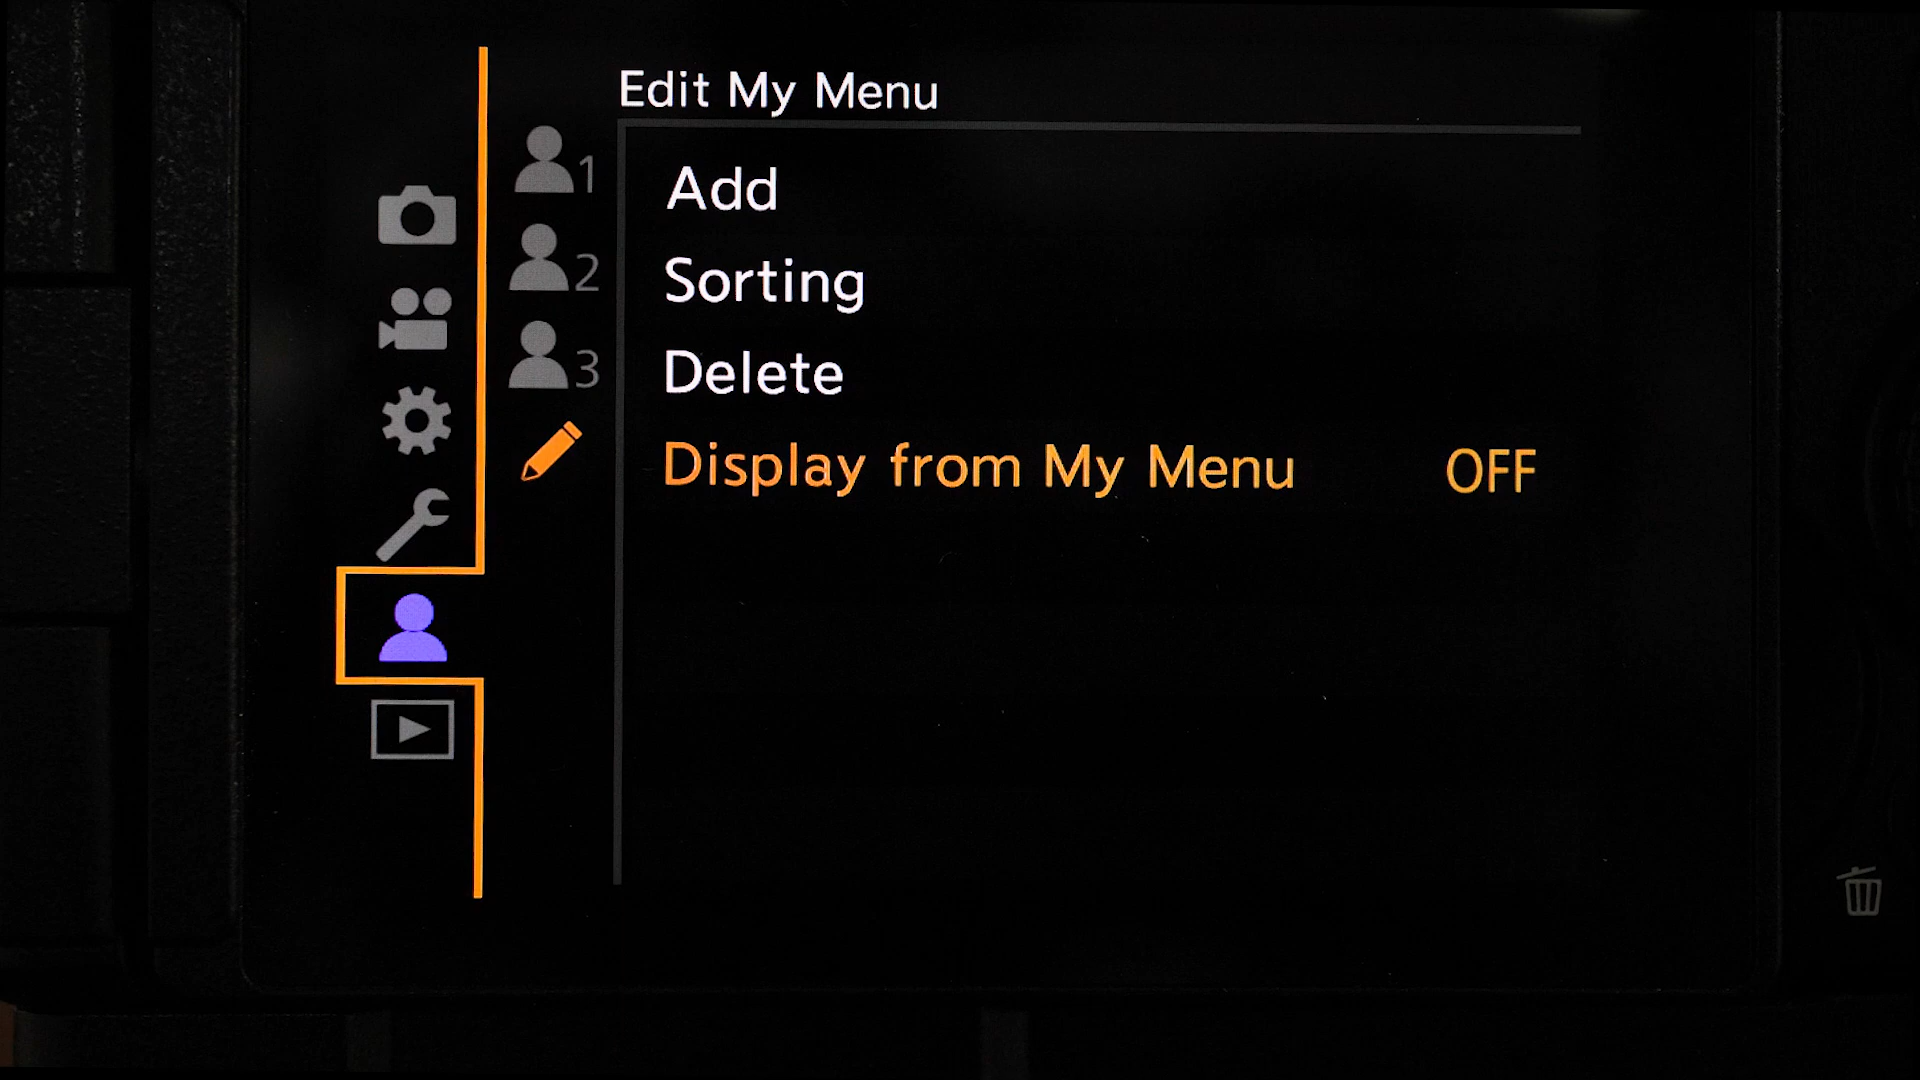 Edit My Menu
1
2
3
Add
Sorting
Delete
Display from My Menu OFF